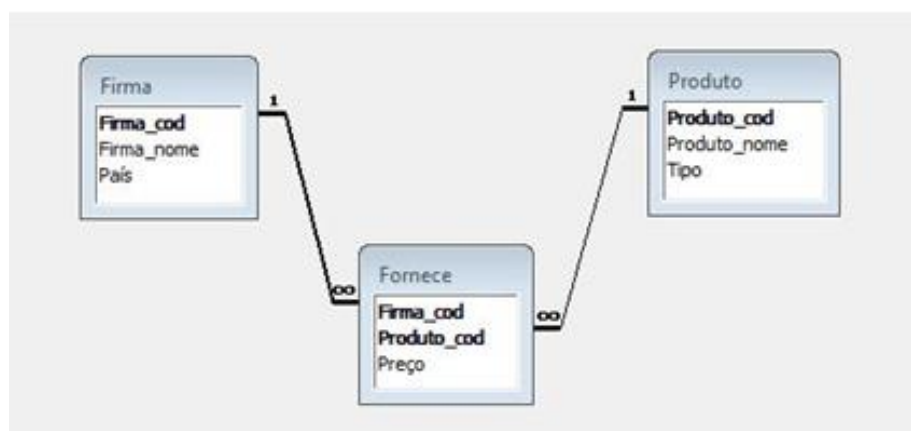 Firma
1
Firma_cod
Firma_nome
País
Produto
1
Produto_cod
Produto_nome
Tipo
Fornece
∞
Firma_cod
Produto_cod
∞
Preço